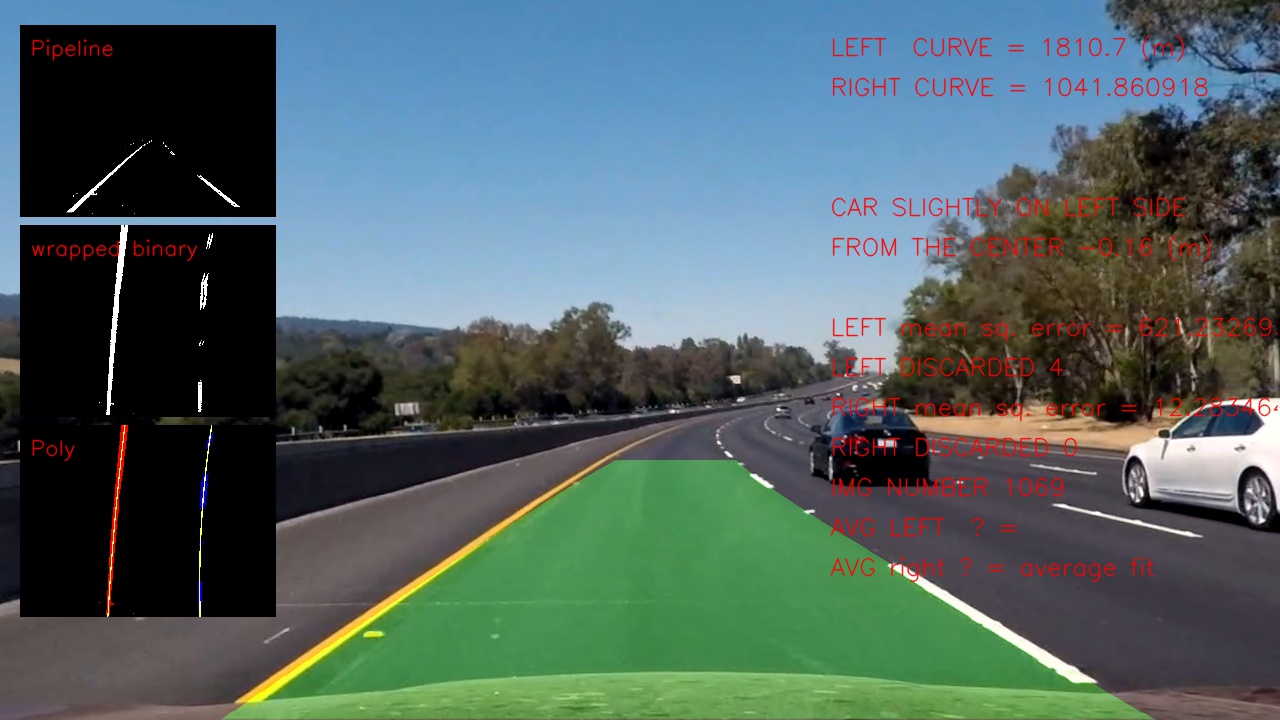 Pipeline
wrapped binary
Poly
LEFT CURVE = 1810.7 (m)
RIGHT CURVE = 1041.860918
CAR SLIGHTLY ON LEFT SIDE
FROM THE CENTER -0.16 (m)
LEFT mean sq. error = 621.23269
LEFT DISCARDED 4
RIGHT mean sq. error = 12.283464
RIGHT DISCARDED 0
IMG NUMBER 1069
AVG LEFT ? =
AVG right ? = average fit